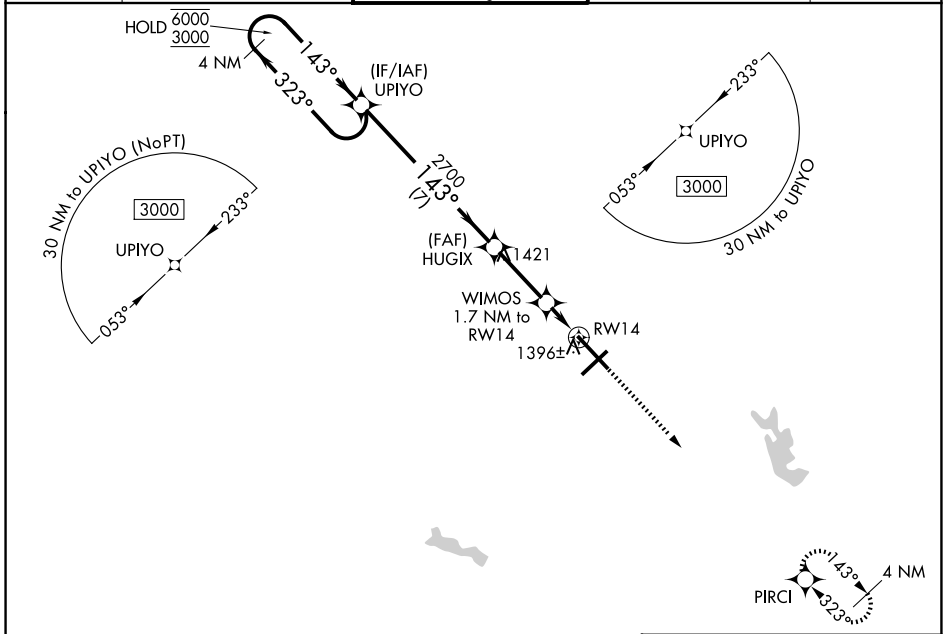 HOLD 6000
3000
4 NM
143°
323°
(IF/IAF)
UPIYO
30 NM to UPIYO (NoPT)
3000
233°
UPIYO
053°
233°
UPIYO
053°
3000
30 NM to UPIYO
2700
143°
(7)
(FAF)
HUGIX
1421
WIMOS
1.7 NM to
RW14
RW14
1396±
PIRCI
143°
323°
4 NM